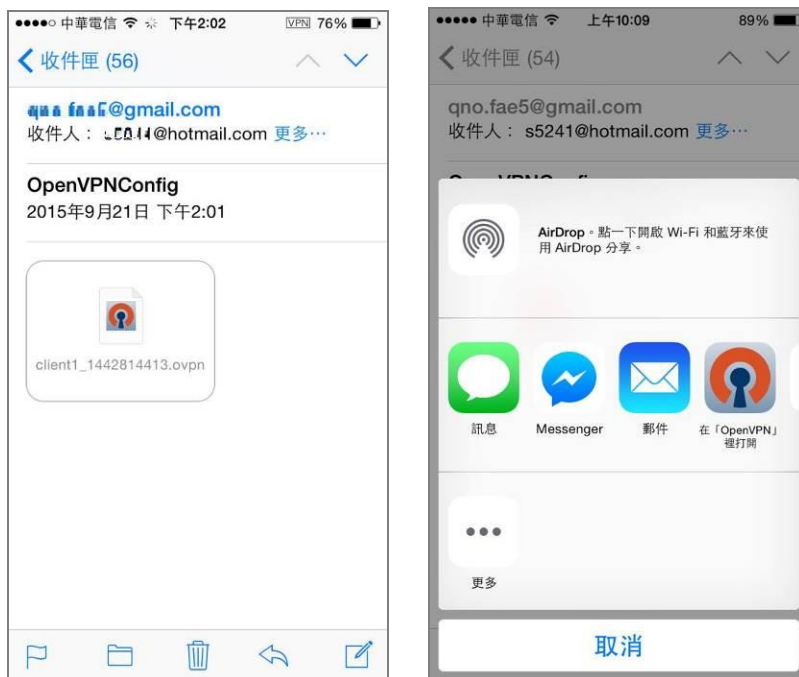 中華電信 下午2:02 VPN 76%
收件匣 (56)
@gmail.com
收件人： @hotmail.com 更多…
OpenVPNConfig
2015年9月21日 下午2:01
client1_1442814413.ovpn
中華電信 上午10:09 89%
收件匣 (54)
qno.fae5@gmail.com
收件人： s5241@hotmail.com 更多…
AirDrop。點一下開啟 Wi-Fi 和藍牙來使
用 AirDrop 分享。
訊息
Messenger
郵件
在「OpenVPN」
裡打開
更多
取消